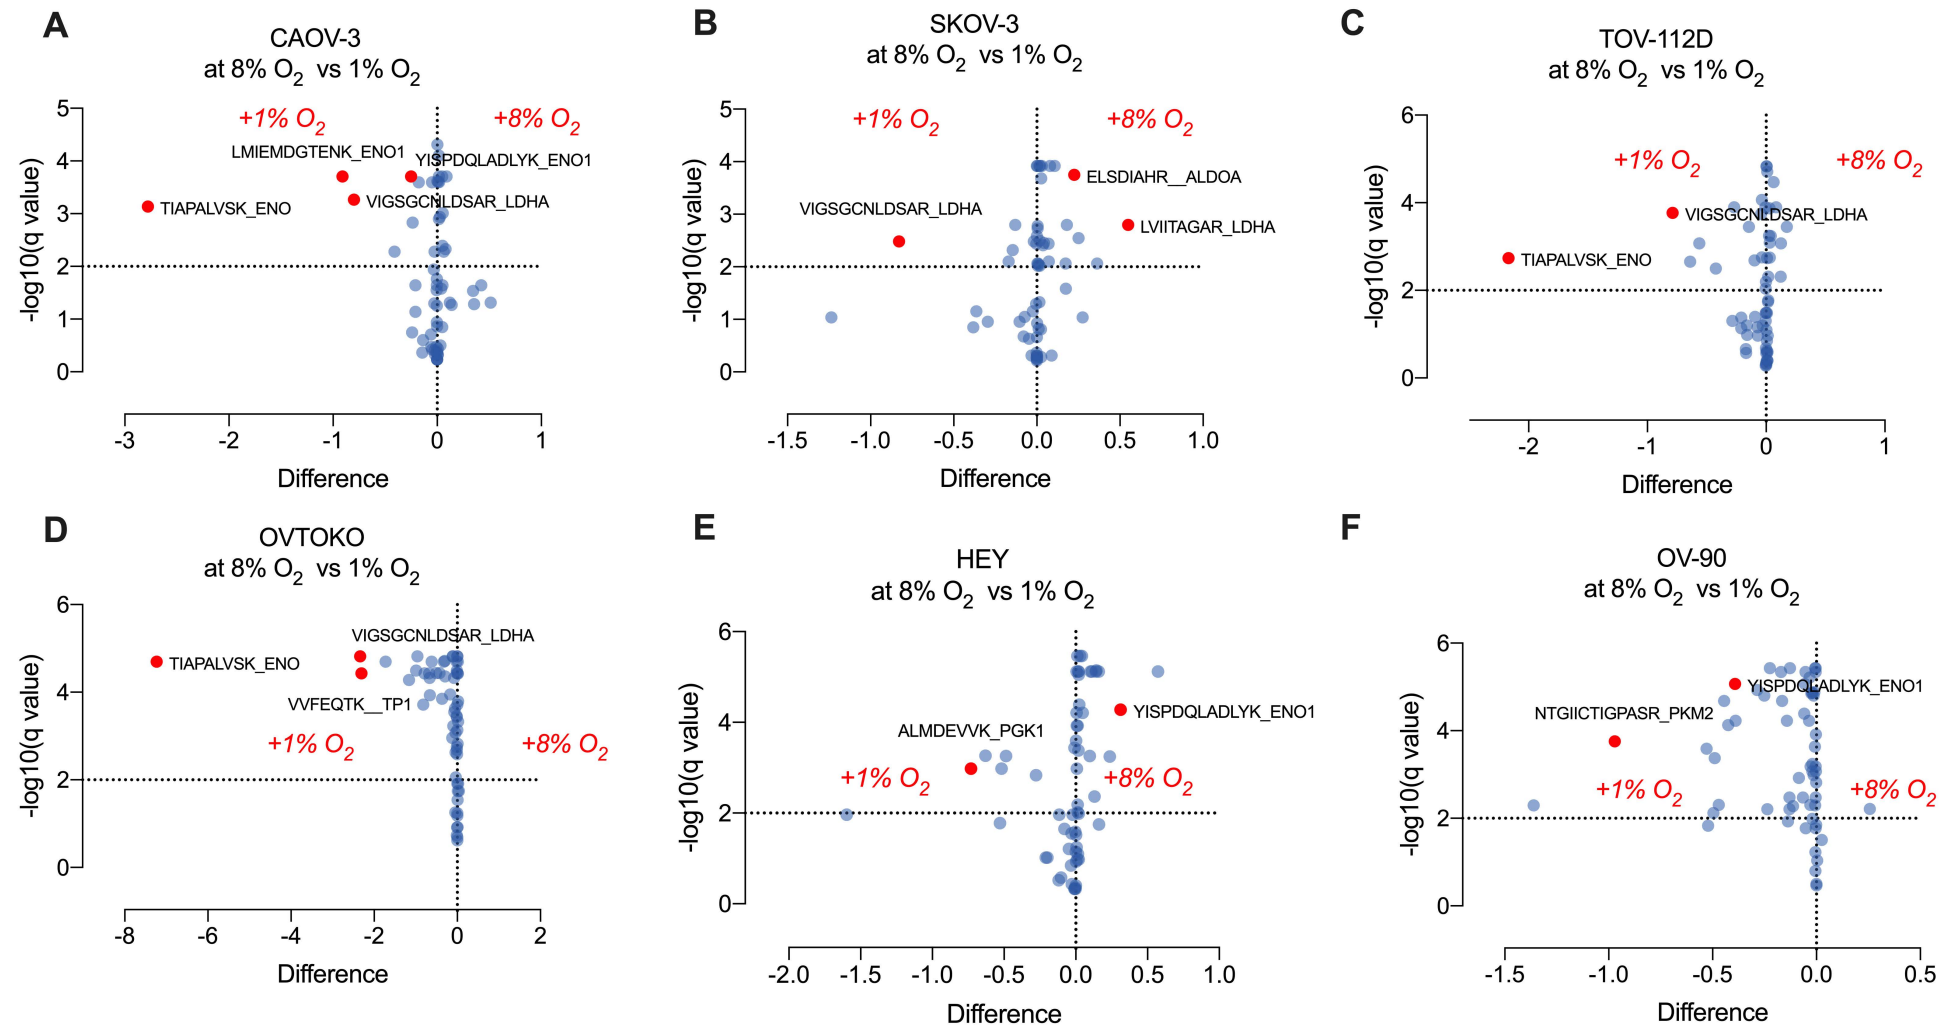 A
CAOV-3
at 8% O2 vs 1% O2
+1% O2
+8% O2
LMIEMDGTENK_ENO1
YISPDQLADLYK_ENO1
VIGSGCNLDSAR_LDHA
TIAPALVSK_ENO
-log10(q value)
5
4
3
2
1
0
-3
-2
-1
0
1
Difference
B
SKOV-3
at 8% O2 vs 1% O2
+1% O2
+8% O2
ELSDIAHR__ALDOA
VIGSGCNLDSAR_LDHA
LVIITAGAR_LDHA
-log10(q value)
5
4
3
2
1
0
-1.5
-1.0
-0.5
0.0
0.5
1.0
Difference
C
TOV-112D
at 8% O2 vs 1% O2
+1% O2
+8% O2
VIGSGCNLDSAR_LDHA
TIAPALVSK_ENO
-log10(q value)
6
4
2
0
-2
-1
0
1
Difference
D
OVTOKO
at 8% O2 vs 1% O2
VIGSGCNLDSAR_LDHA
TIAPALVSK_ENO
VVFEQTK__TP1
+1% O2
+8% O2
-log10(q value)
6
4
2
0
-8
-6
-4
-2
0
2
Difference
E
HEY
at 8% O2 vs 1% O2
YISPDQLADLYK_ENO1
ALMDEVVK_PGK1
+1% O2
+8% O2
-log10(q value)
6
4
2
0
-2.0
-1.5
-1.0
-0.5
0.0
0.5
1.0
Difference
F
OV-90
at 8% O2 vs 1% O2
YISPDQLADLYK_ENO1
NTGIICTIGPASR_PKM2
+1% O2
+8% O2
-log10(q value)
6
4
2
0
-1.5
-1.0
-0.5
0.0
0.5
Difference